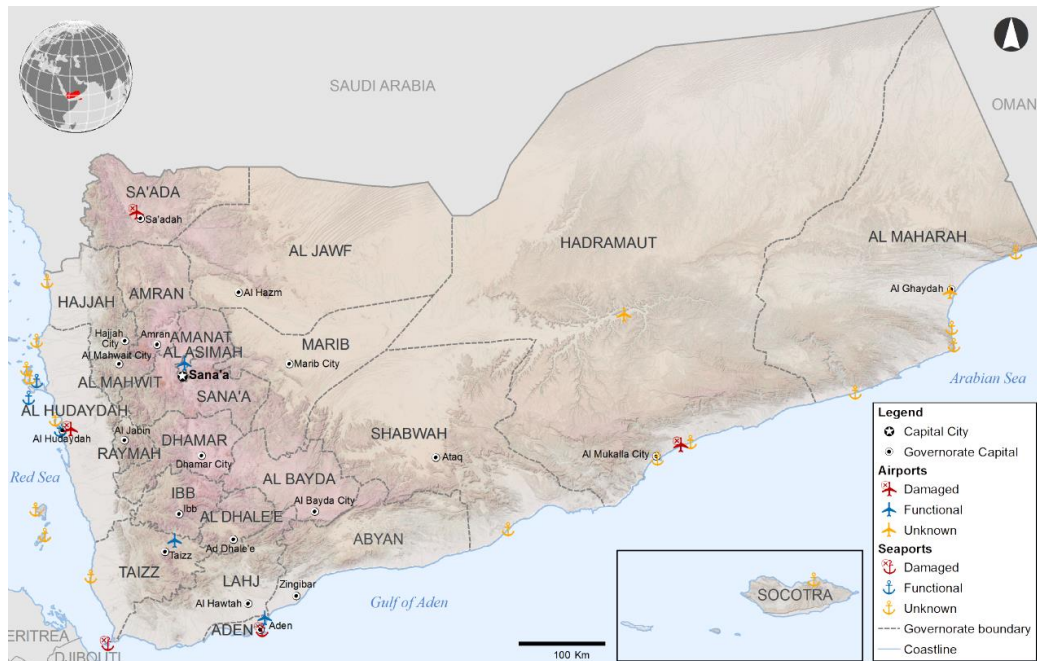 SAUDI ARABIA
OMAN
SA'ADA
Sa'adah
AL JAWF
HADRAMAUT
AL MAHARAH
Al Ghaydah
HAJJAH
AMRAN
Al Hazm
Hajjah
City
Amran
AMANAT
AL ASIMAH
MARIB
Al Mahwait City
Marib City
Sana'a
AL MAHWIT
SANA'A
Arabian Sea
AL HUDAYDAH
Al Hudaydah
Al Jabin
RAYMAH
DHAMAR
Dhamar City
SHABWAH
Ataq
Al Mukalla City
Red Sea
IBB
Ibb
AL BAYDA
Al Bayda City
AL DHALE'E
Ad Dhale'e
ABYAN
TAIZZ
Taizz
LAHJ
Zingibar
Al Hawtah
Gulf of Aden
ADEN
Aden
SOCOTRA
ERITREA
DJIBOUTI
100 Km
Legend
Capital City
Governorate Capital
Airports
Damaged
Functional
Unknown
Seaports
Damaged
Functional
Unknown
Governorate boundary
Coastline